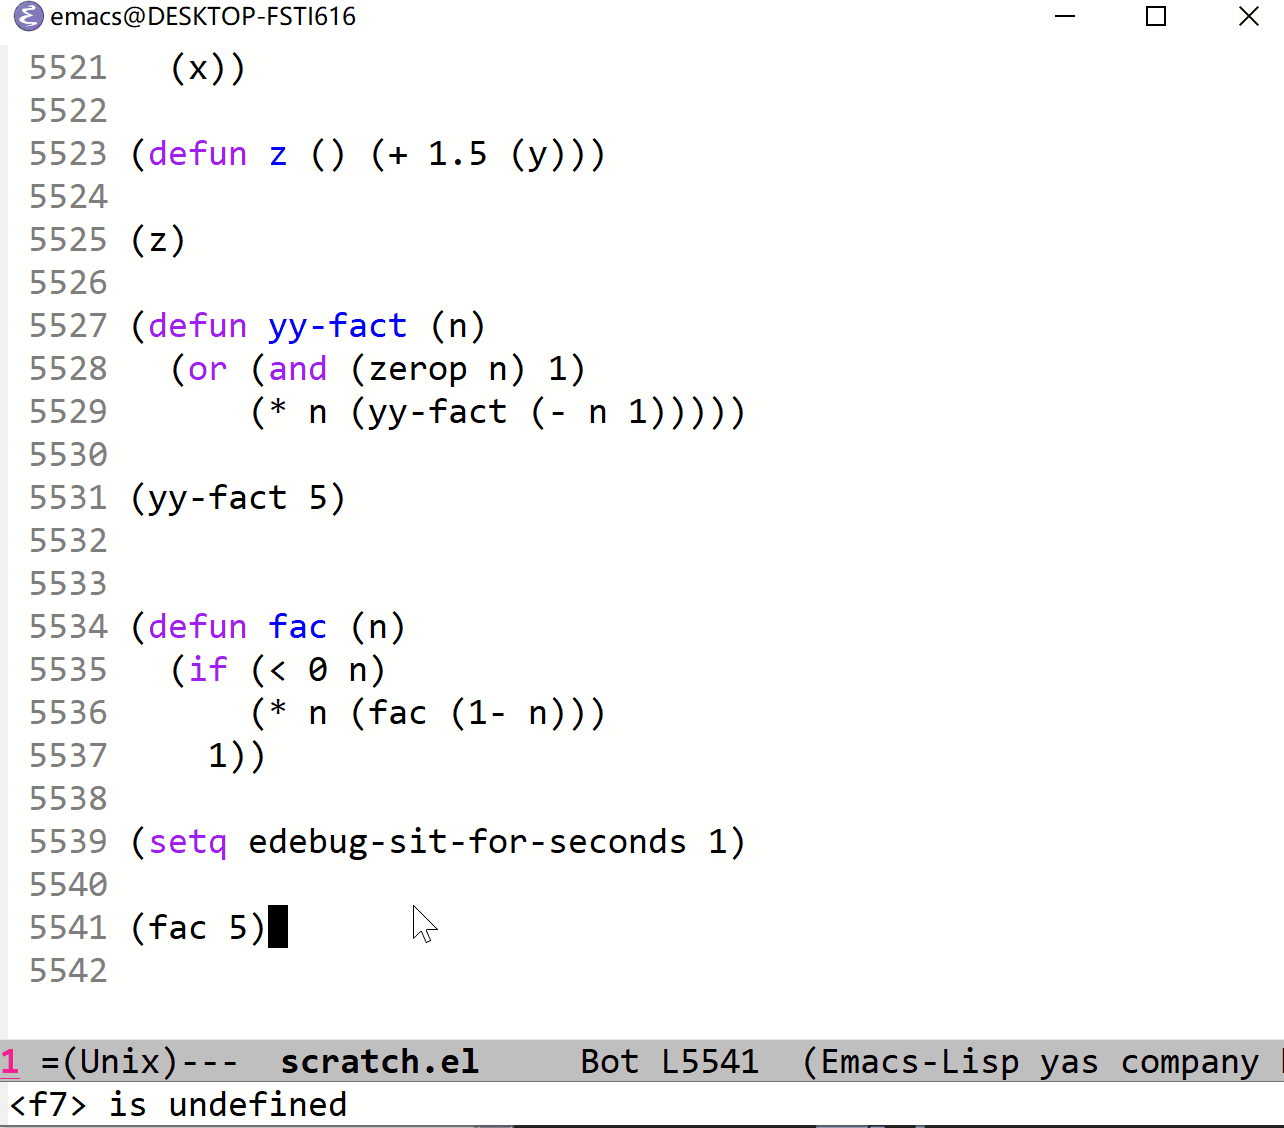 emacs@DESKTOP-FSTI616
5521   (x))
5522
5523 (defun z () (+ 1.5 (y)))
5524
5525 (z)
5526
5527 (defun yy-fact (n)
5528   (or (and (zerop n) 1)
5529       (* n (yy-fact (- n 1)))))
5530
5531 (yy-fact 5)
5532
5533
5534 (defun fac (n)
5535   (if (< 0 n)
5536       (* n (fac (1- n)))
5537     1))
5538
5539 (setq edebug-sit-for-seconds 1)
5540
5541 (fac 5)
5542
1 =(Unix)---  scratch.el     Bot L5541  (Emacs-Lisp yas company
<f7> is undefined